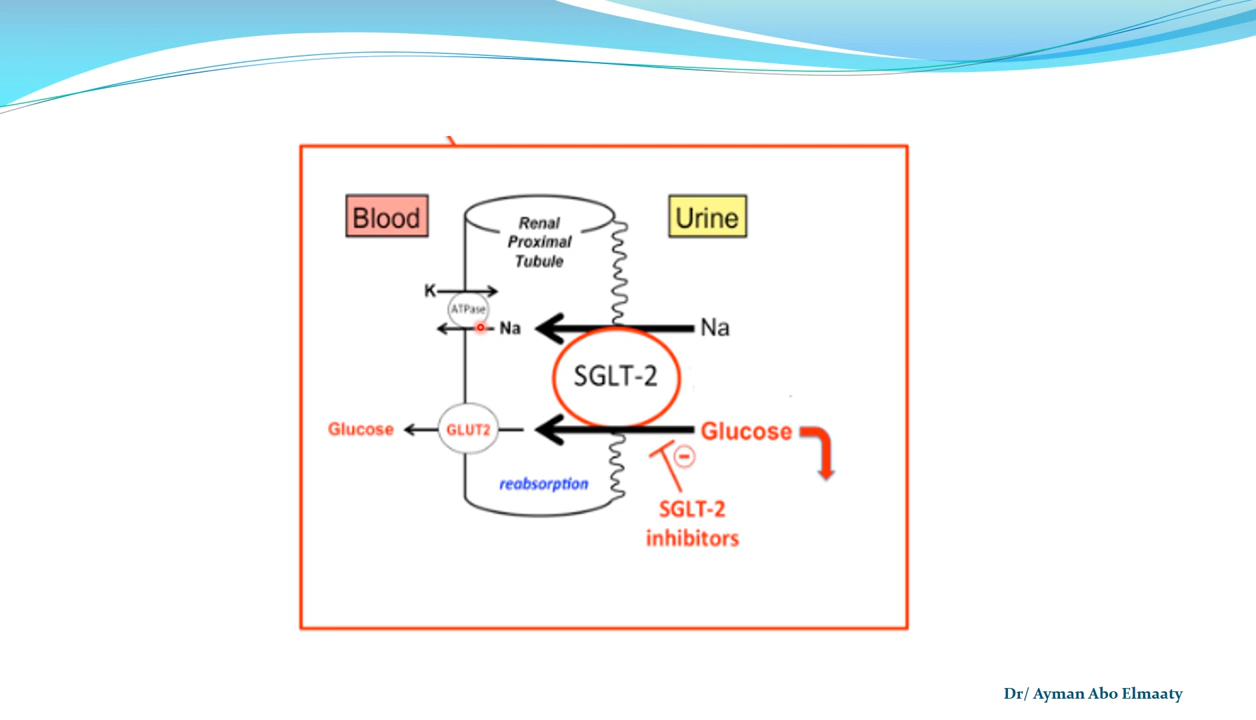 Blood
Renal
Proximal
Tubule
Urine
K
ATPase
Na
Na
SGLT-2
Glucose
GLUT2
Glucose
reabsorption
SGLT-2
inhibitors
Dr/ Ayman Abo Elmaaty